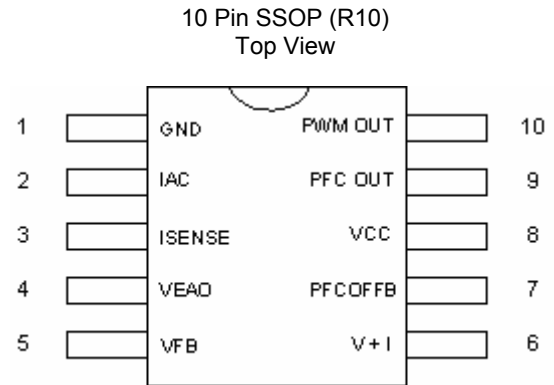 10 Pin SSOP (R10)
Top View
1 GND PWM OUT 10
2 IAC PFC OUT 9
3 ISENSE VCC 8
4 VEAO PFCOFFB 7
5 VFB V + I 6